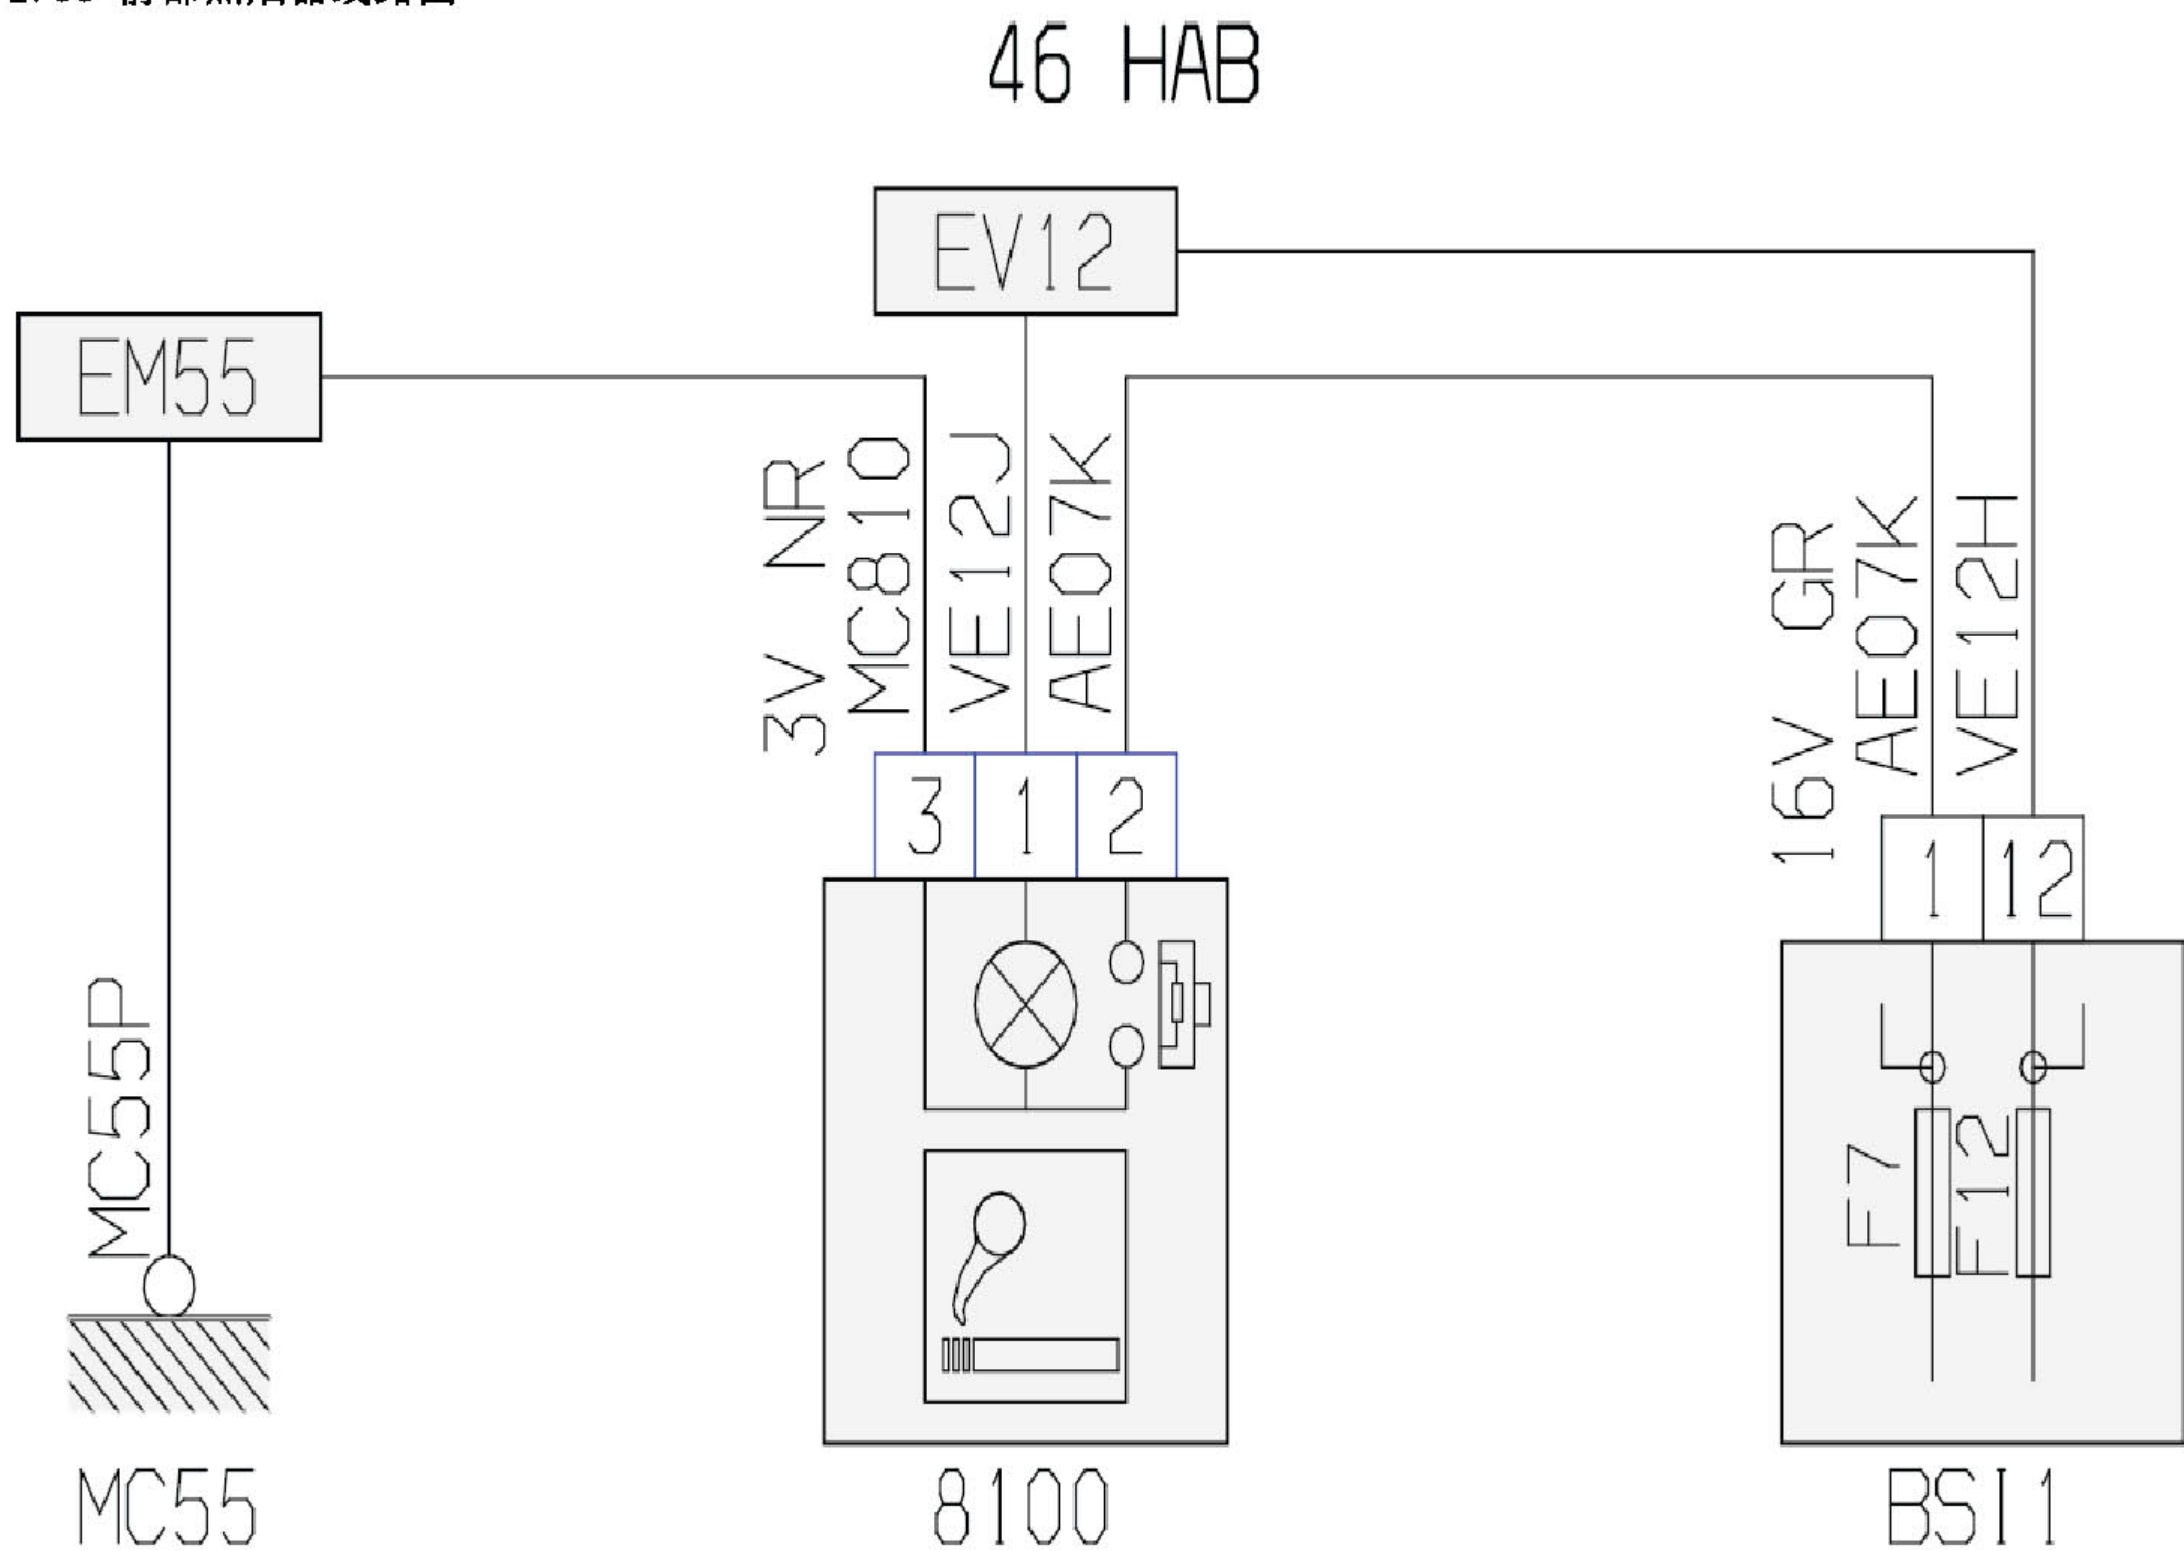 46 HAB
EV12
EM55
3V NR
MC810
VE12J
AE07K
16V GR
AE07K
VE12H
3 1 2
1 12
MC55P
F7
F12
MC55
8100
BSI1